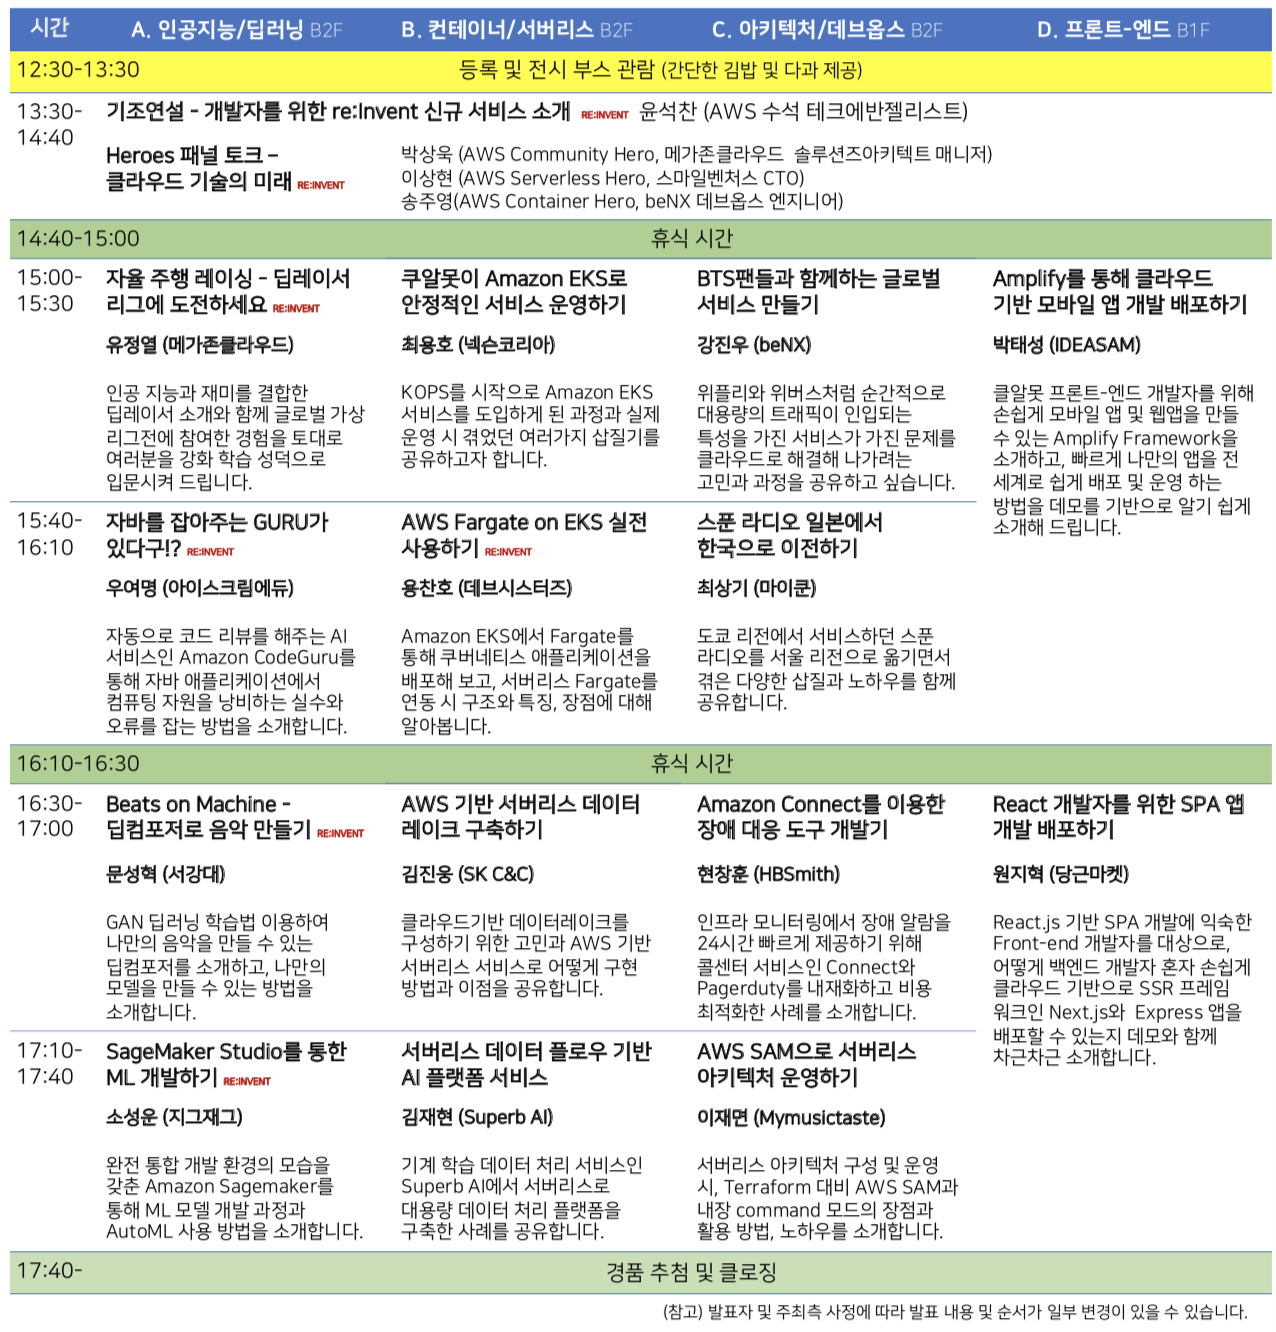 시간
A. 인공지능/딥러닝 B2F
B. 컨테이너/서버리스 B2F
C. 아키텍처/데브옵스 B2F
D. 프론트-엔드 B1F
12:30-13:30
등록 및 전시 부스 관람 (간단한 김밥 및 다과 제공)
13:30-
14:40
기조연설 - 개발자를 위한 re:Invent 신규 서비스 소개 RE:INVENT 윤석찬 (AWS 수석 테크에반젤리스트)
Heroes 패널 토크 –
클라우드 기술의 미래 RE:INVENT
박상욱 (AWS Community Hero, 메가존클라우드 솔루션즈아키텍트 매니저)
이상현 (AWS Serverless Hero, 스마일벤처스 CTO)
송주영(AWS Container Hero, beNX 데브옵스 엔지니어)
14:40-15:00
휴식 시간
15:00-
15:30
자율 주행 레이싱 – 딥레이서
리그에 도전하세요 RE:INVENT
유정열 (메가존클라우드)
인공 지능과 재미를 결합한
딥레이서 소개와 함께 글로벌 가상
리그전에 참여한 경험을 토대로
여러분을 강화 학습 성덕으로
입문시켜 드립니다.
쿠알못이 Amazon EKS로
안정적인 서비스 운영하기
최용호 (넥슨코리아)
KOPS를 시작으로 Amazon EKS
서비스를 도입하게 된 과정과 실제
운영 시 겪었던 여러가지 삽질기를
공유하고자 합니다.
BTS팬들과 함께하는 글로벌
서비스 만들기
강진우 (beNX)
위플리와 위버스처럼 순간적으로
대용량의 트래픽이 인입되는
특성을 가진 서비스가 가진 문제를
클라우드로 해결해 나가려는
고민과 과정을 공유하고 싶습니다.
Amplify를 통해 클라우드
기반 모바일 앱 개발 배포하기
박태성 (IDEASAM)
클알못 프론트-엔드 개발자를 위해
손쉽게 모바일 앱 및 웹앱을 만들
수 있는 Amplify Framework을
소개하고, 빠르게 나만의 앱을 전
세계로 쉽게 배포 및 운영 하는
방법을 데모를 기반으로 알기 쉽게
소개해 드립니다.
15:40-
16:10
자바를 잡아주는 GURU가
있다구!? RE:INVENT
우여명 (아이스크림에듀)
자동으로 코드 리뷰를 해주는 AI
서비스인 Amazon CodeGuru를
통해 자바 애플리케이션에서
컴퓨팅 자원을 낭비하는 실수와
오류를 잡는 방법을 소개합니다.
AWS Fargate on EKS 실전
사용하기 RE:INVENT
용찬호 (데브시스터즈)
Amazon EKS에서 Fargate를
통해 쿠버네티스 애플리케이션을
배포해 보고, 서버리스 Fargate를
연동 시 구조와 특징, 장점에 대해
알아봅니다.
스푼 라디오 일본에서
한국으로 이전하기
최상기 (마이쿤)
도쿄 리전에서 서비스하던 스푼
라디오를 서울 리전으로 옮기면서
겪은 다양한 삽질과 노하우를 함께
공유합니다.
16:10-16:30
휴식 시간
16:30-
17:00
Beats on Machine -
딥컴포저로 음악 만들기 RE:INVENT
문성혁 (서강대)
GAN 딥러닝 학습법 이용하여
나만의 음악을 만들 수 있는
딥컴포저를 소개하고, 나만의
모델을 만들 수 있는 방법을
소개합니다.
AWS 기반 서버리스 데이터
레이크 구축하기
김진웅 (SK C&C)
클라우드기반 데이터레이크를
구성하기 위한 고민과 AWS 기반
서버리스 서비스로 어떻게 구현
방법과 이점을 공유합니다.
Amazon Connect를 이용한
장애 대응 도구 개발기
현창훈 (HBSmith)
인프라 모니터링에서 장애 알람을
24시간 빠르게 제공하기 위해
콜센터 서비스인 Connect와
Pagerduty를 내재화하고 비용
최적화한 사례를 소개합니다.
React 개발자를 위한 SPA 앱
개발 배포하기
원지혁 (당근마켓)
React.js 기반 SPA 개발에 익숙한
Front-end 개발자를 대상으로,
어떻게 백엔드 개발자 혼자 손쉽게
클라우드 기반으로 SSR 프레임
워크인 Next.js와 Express 앱을
배포할 수 있는지 데모와 함께
차근차근 소개합니다.
17:10-
17:40
SageMaker Studio를 통한
ML 개발하기 RE:INVENT
소성운 (지그재그)
완전 통합 개발 환경의 모습을
갖춘 Amazon Sagemaker를
통해 ML 모델 개발 과정과
AutoML 사용 방법을 소개합니다.
서버리스 데이터 플로우 기반
AI 플랫폼 서비스
김재현 (Superb AI)
기계 학습 데이터 처리 서비스인
Superb AI에서 서버리스로
대용량 데이터 처리 플랫폼을
구축한 사례를 공유합니다.
AWS SAM으로 서버리스
아키텍처 운영하기
이재면 (Mymusictaste)
서버리스 아키텍처 구성 및 운영
시, Terraform 대비 AWS SAM과
내장 command 모드의 장점과
활용 방법, 노하우를 소개합니다.
17:40-
경품 추첨 및 클로징
(참고) 발표자 및 주최측 사정에 따라 발표 내용 및 순서가 일부 변경이 있을 수 있습니다.